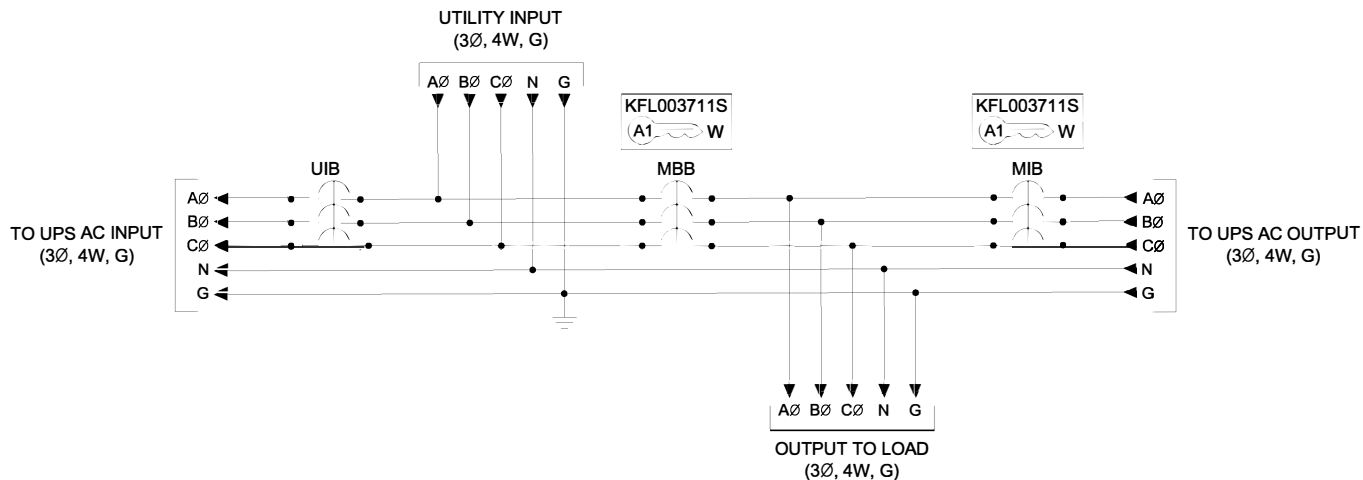 UTILITY INPUT
(3Ø, 4W, G)
AØ BØ CØ N G
KFL003711S
A1 W
KFL003711S
A1 W
UIB
MBB
MIB
TO UPS AC INPUT
(3Ø, 4W, G)
AØ
BØ
CØ
N
G
AØ
BØ
CØ
N
G
TO UPS AC OUTPUT
(3Ø, 4W, G)
AØ BØ CØ N G
OUTPUT TO LOAD
(3Ø, 4W, G)